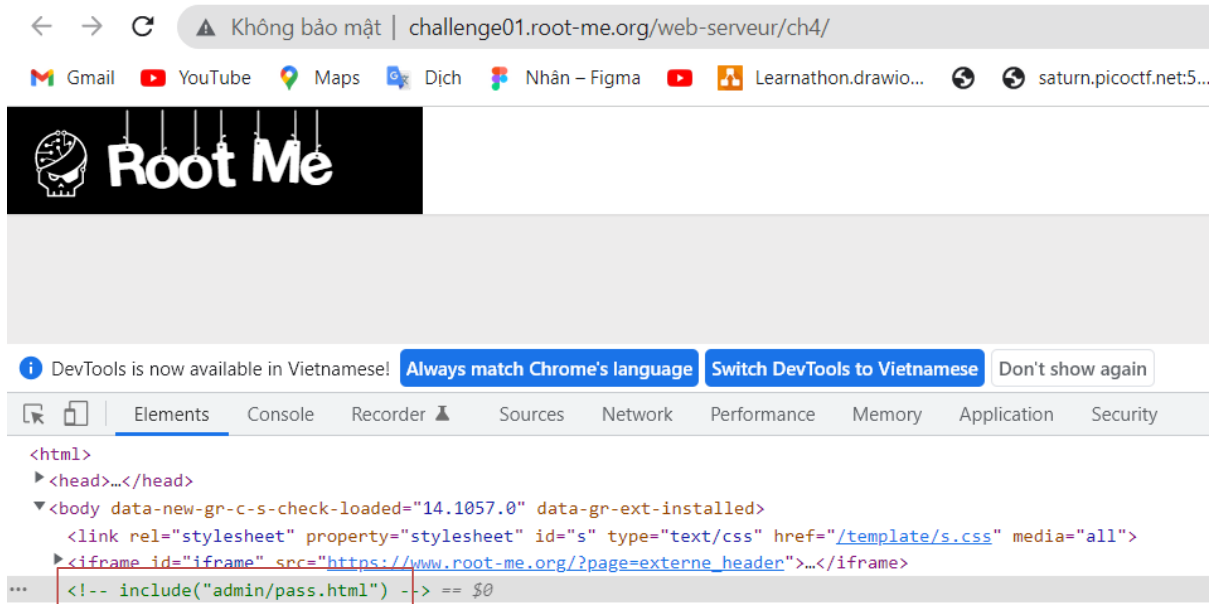 Không bảo mật | challenge01.root-me.org/web-serveur/ch4/
Gmail YouTube Maps Dịch Nhân – Figma Learnathon.drawio... saturn.picoctf.net:5...
Root Me
DevTools is now available in Vietnamese! Always match Chrome's language Switch DevTools to Vietnamese Don't show again
Elements Console Recorder Sources Network Performance Memory Application Security
<html>
<head>…</head>
<body data-new-gr-c-s-check-loaded="14.1057.0" data-gr-ext-installed>
<link rel="stylesheet" property="stylesheet" id="s" type="text/css" href="/template/s.css" media="all">
<iframe id="iframe" src="https://www.root-me.org/?page=externe_header">…</iframe>
... <!-- include("admin/pass.html") --> == $0